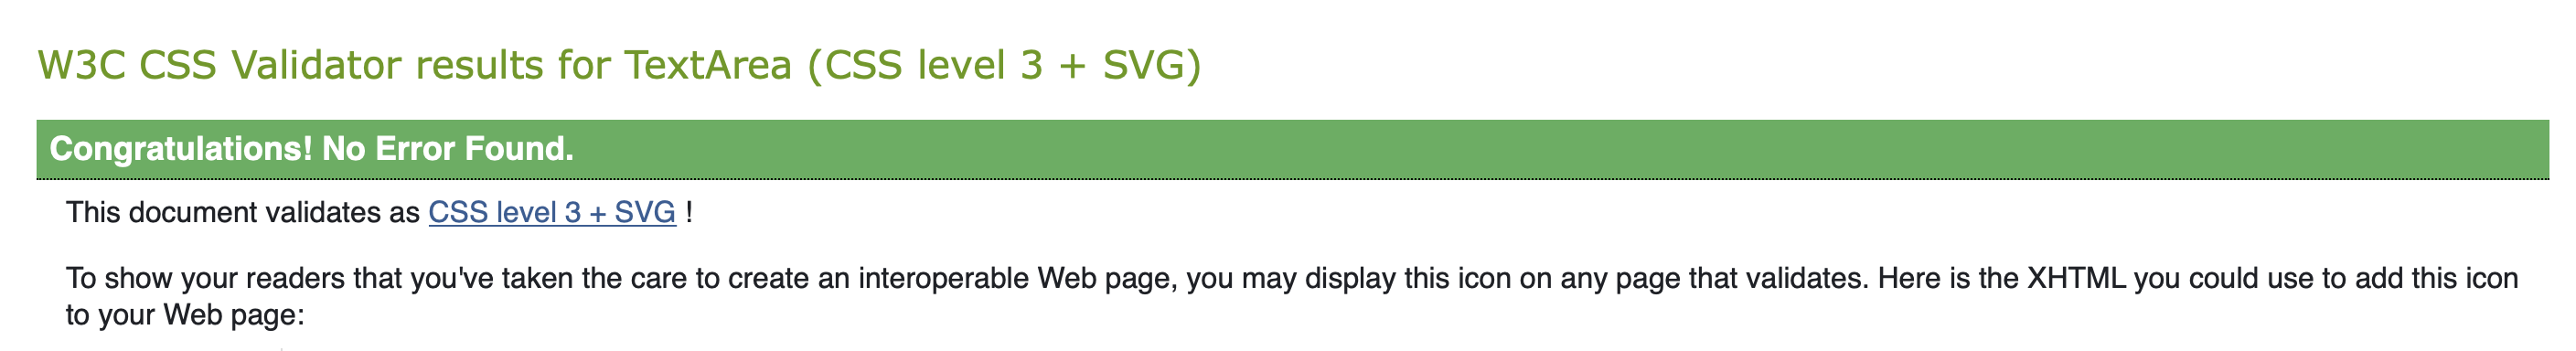 W3C CSS Validator results for TextArea (CSS level 3 + SVG)
Congratulations! No Error Found.
This document validates as CSS level 3 + SVG !
To show your readers that you've taken the care to create an interoperable Web page, you may display this icon on any page that validates. Here is the XHTML you could use to add this icon
to your Web page: